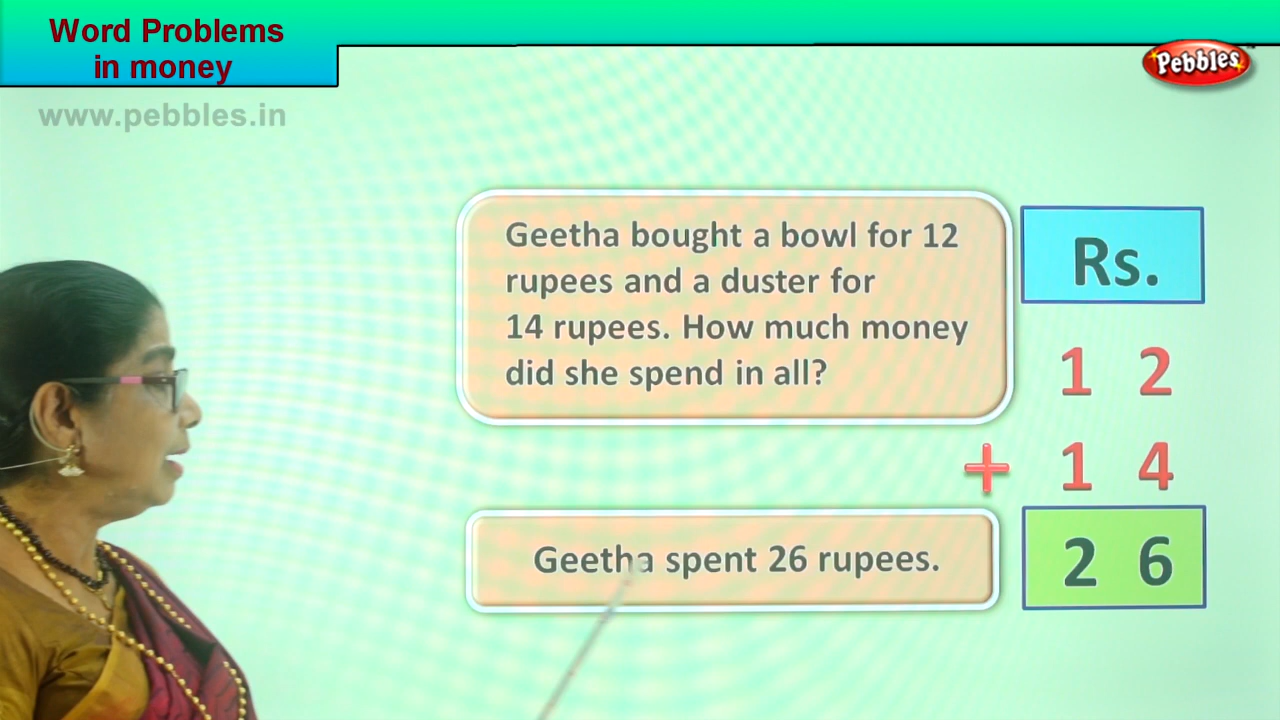 Word Problems
in money
Pebbles
www.pebbles.in
Geetha bought a bowl for 12
rupees and a duster for
14 rupees. How much money
did she spend in all?
Rs.
1 2
+ 1 4
2 6
Geetha spent 26 rupees.